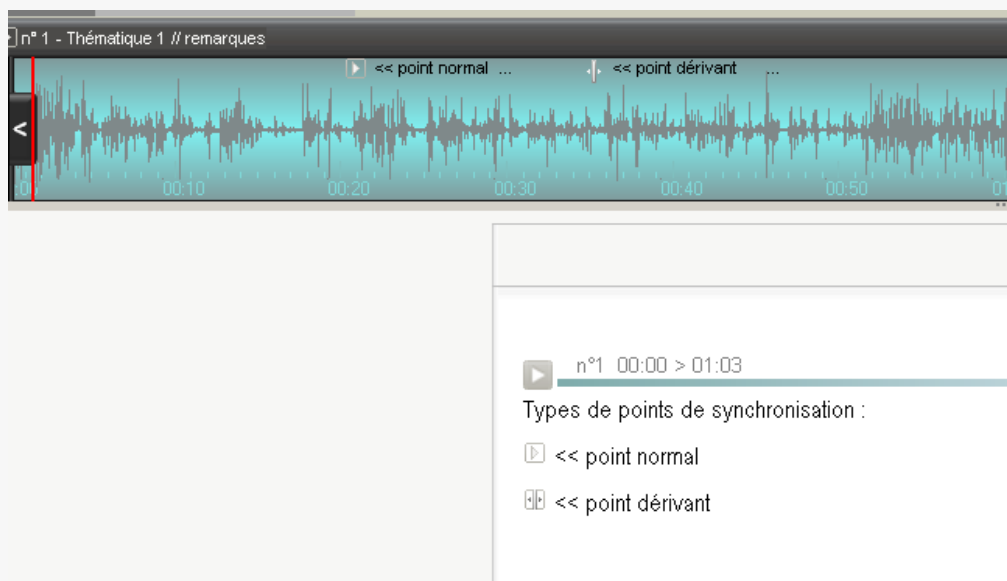 n° 1 - Thématique 1 // remarques
<< point normal ... << point dérivant ...
<
00:10 00:20 00:30 00:40 00:50
n°1 00:00 > 01:03
Types de points de synchronisation :
<< point normal
<< point dérivant